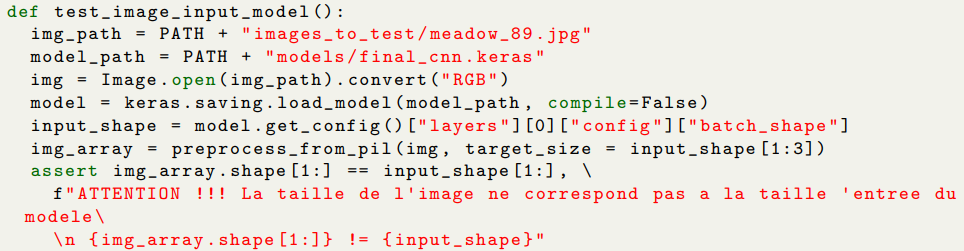 def test_image_input_model():
img_path = PATH + "images_to_test/meadow_89.jpg"
model_path = PATH + "models/final_cnn.keras"
img = Image.open(img_path).convert("RGB")
model = keras.saving.load_model(model_path, compile=False)
input_shape = model.get_config()["layers"][0]["config"]["batch_shape"]
img_array = preprocess_from_pil(img, target_size = input_shape[1:3])
assert img_array.shape[1:] == input_shape[1:], \
f"ATTENTION !!! La taille de l'image ne correspond pas a la taille 'entree du
modele\
\n {img_array.shape[1:]} != {input_shape}"